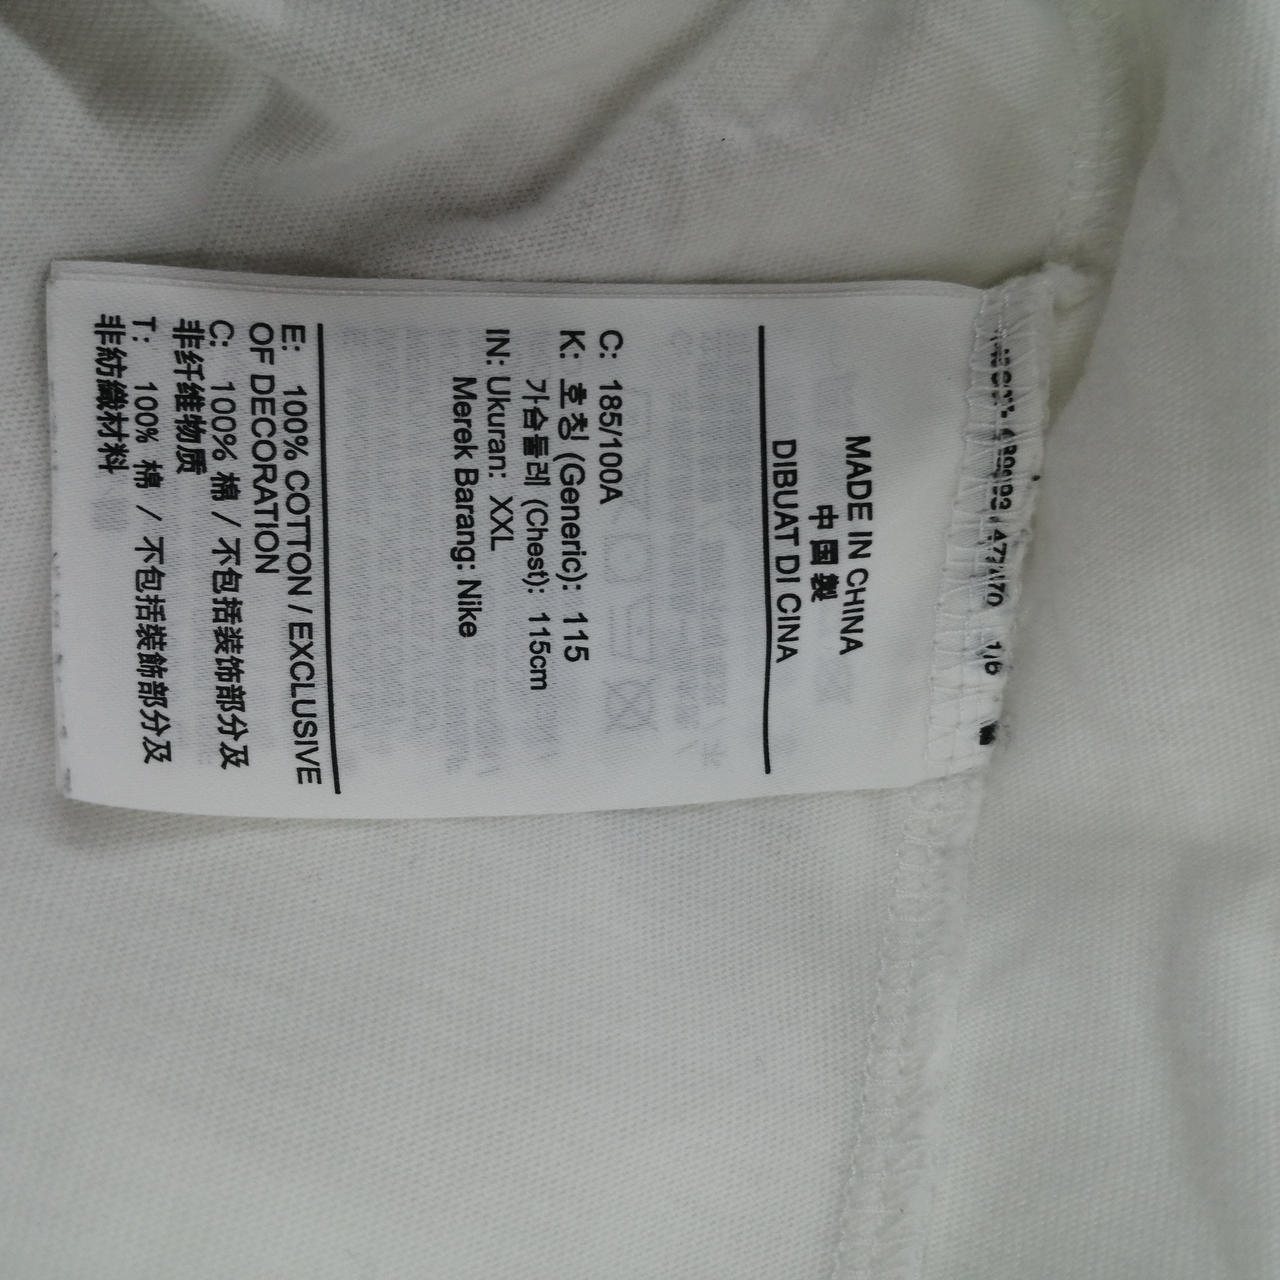 MADE IN CHINA
中国製
DIBUAT DI CINA
C: 185/100A
K: 호칭 (Generic): 115
가슴둘레 (Chest): 115cm
IN: Ukuran: XXL
Merek Barang: Nike
E: 100% COTTON / EXCLUSIVE
OF DECORATION
C: 100% 棉 / 不包括装饰部分及
非纤维物质
T: 100% 棉 / 不包括裝飾部分及
非紡織材料